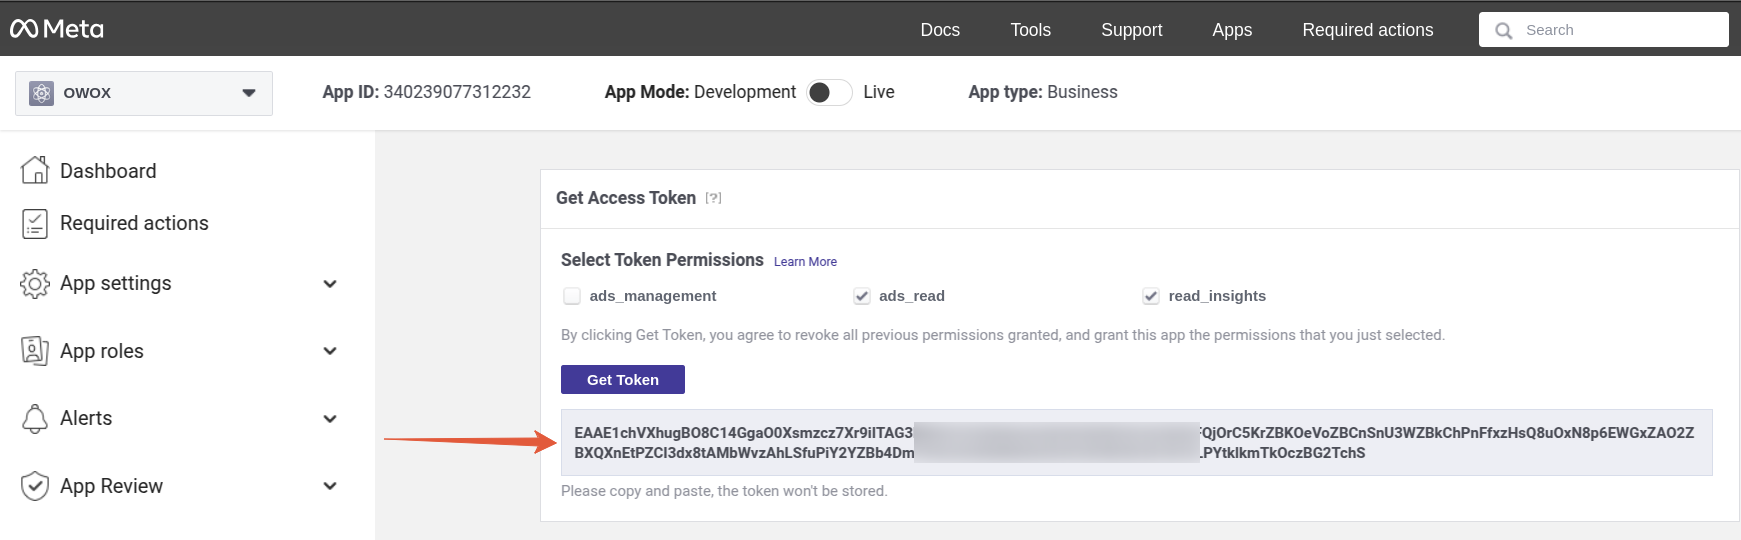 Meta
Docs Tools Support Apps Required actions Search
OWOX App ID: 340239077312232 App Mode: Development Live App type: Business
Dashboard
Required actions
App settings
App roles
Alerts
App Review
Get Access Token [?]
Select Token Permissions Learn More
ads_management ads_read read_insights
By clicking Get Token, you agree to revoke all previous permissions granted, and grant this app the permissions that you just selected.
Get Token
EAAE1chVXhugBO8C14GgaO0Xsmzcz7Xr9iITAG3 QjOrC5KrZBKOeVoZBCnSnU3WZBkChPnFfxzHsQ8uOxN8p6EWGxZAO2Z
BXQXnEtPZCI3dx8tAMbWvzAhLSfuPiY2YZBb4Dm PYtklkmTkOczBG2TchS
Please copy and paste, the token won't be stored.